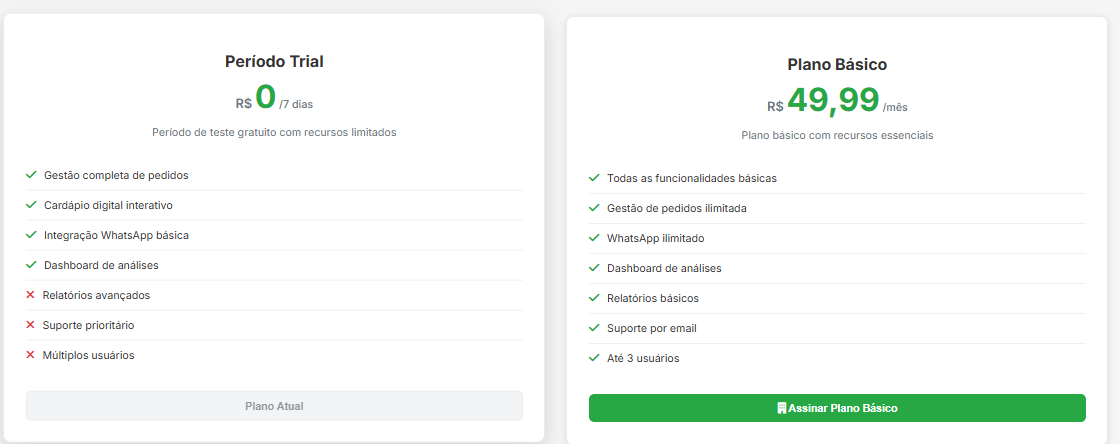 Período Trial
R$ 0 /7 dias
Período de teste gratuito com recursos limitados
Gestão completa de pedidos
Cardápio digital interativo
Integração WhatsApp básica
Dashboard de análises
Relatórios avançados
Suporte prioritário
Múltiplos usuários
Plano Atual
Plano Básico
R$ 49,99 /mês
Plano básico com recursos essenciais
Todas as funcionalidades básicas
Gestão de pedidos ilimitada
WhatsApp ilimitado
Dashboard de análises
Relatórios básicos
Suporte por email
Até 3 usuários
Assinar Plano Básico